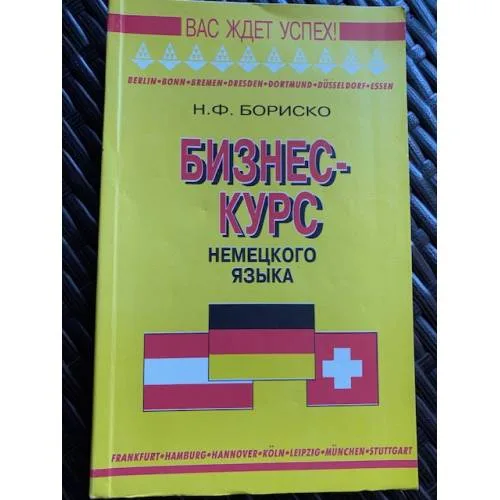 ВАС ЖДЕТ УСПЕХ!
BERLIN•BONN•BREMEN•DRESDEN•DORTMUND•DÜSSELDORF•ESSEN
Н.Ф. БОРИСКО
БИЗНЕС-
КУРС
НЕМЕЦКОГО
ЯЗЫКА
FRANKFURT•HAMBURG•HANNOVER•KÖLN•LEIPZIG•MÜNCHEN•STUTTGART